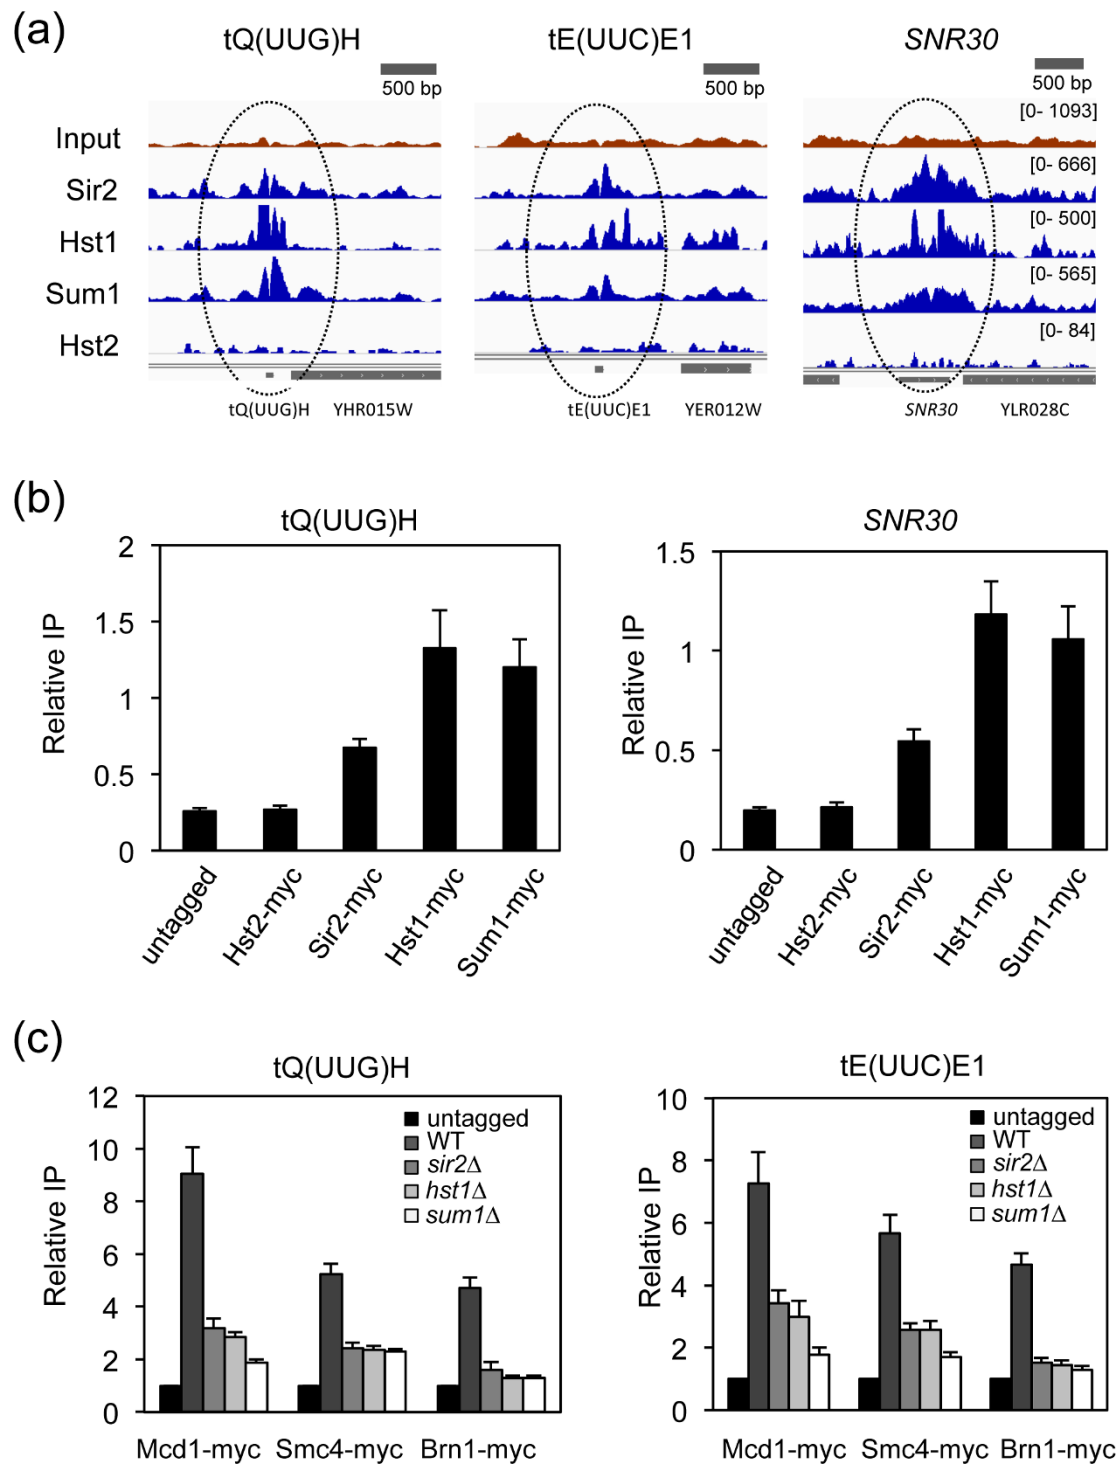 (a)
tQ(UUG)H tE(UUC)E1 SNR30
500 bp 500 bp 500 bp
Input [0- 1093]
Sir2 [0- 666]
Hst1 [0- 500]
Sum1 [0- 565]
Hst2 [0- 84]
tQ(UUG)H YHR015W tE(UUC)E1 YER012W SNR30 YLR028C
(b)
tQ(UUG)H
Relative IP
2
1.5
1
0.5
0
untagged
Hst2-myc
Sir2-myc
Hst1-myc
Sum1-myc
SNR30
Relative IP
1.5
1
0.5
0
untagged
Hst2-myc
Sir2-myc
Hst1-myc
Sum1-myc
(c)
tQ(UUG)H
Relative IP
12
10
8
6
4
2
0
untagged
WT
sir2Δ
hst1Δ
sum1Δ
Mcd1-myc Smc4-myc Brn1-myc
tE(UUC)E1
Relative IP
10
8
6
4
2
0
untagged
WT
sir2Δ
hst1Δ
sum1Δ
Mcd1-myc Smc4-myc Brn1-myc